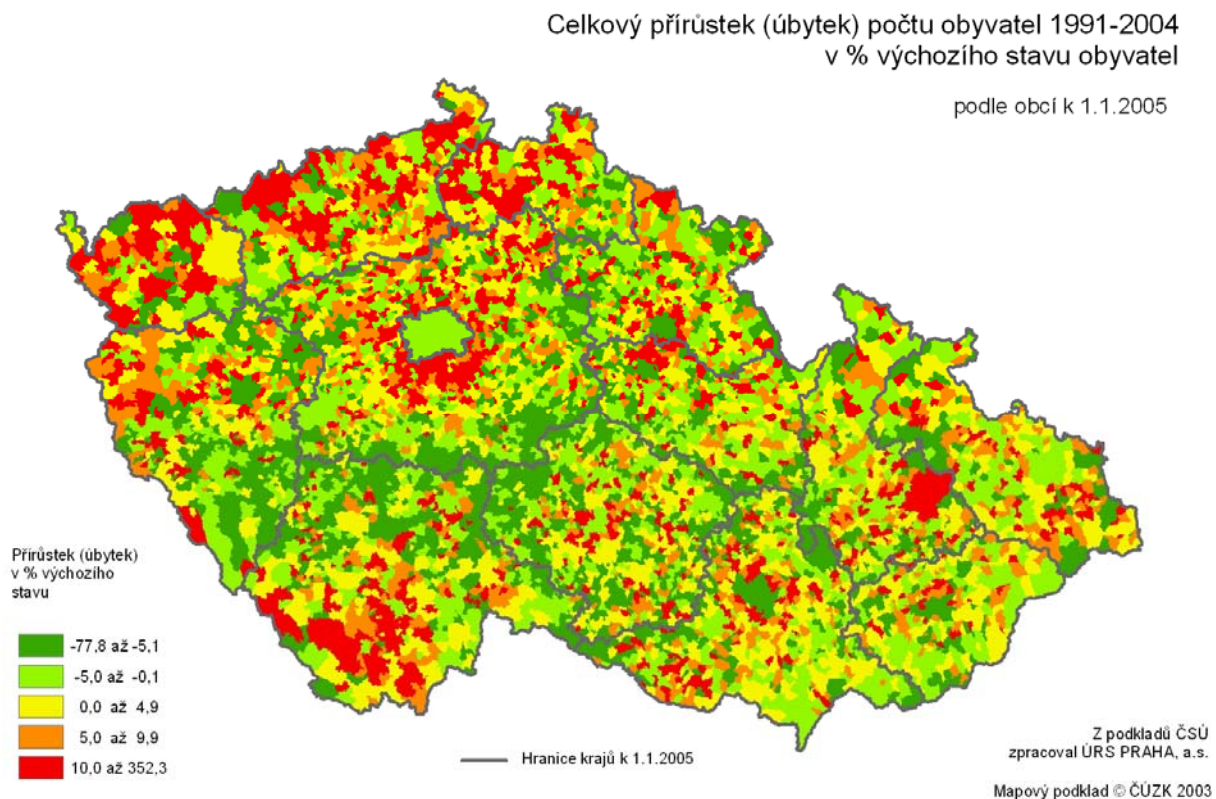 Celkový přírůstek (úbytek) počtu obyvatel 1991-2004
v % výchozího stavu obyvatel
podle obcí k 1.1.2005
Přírůstek (úbytek)
v % výchozího
stavu
-77,8 až -5,1
-5,0 až -0,1
0,0 až 4,9
5,0 až 9,9
10,0 až 352,3
Hranice krajů k 1.1.2005
Z podkladů ČSÚ
zpracoval ÚRS PRAHA, a.s.
Mapový podklad © ČÚZK 2003